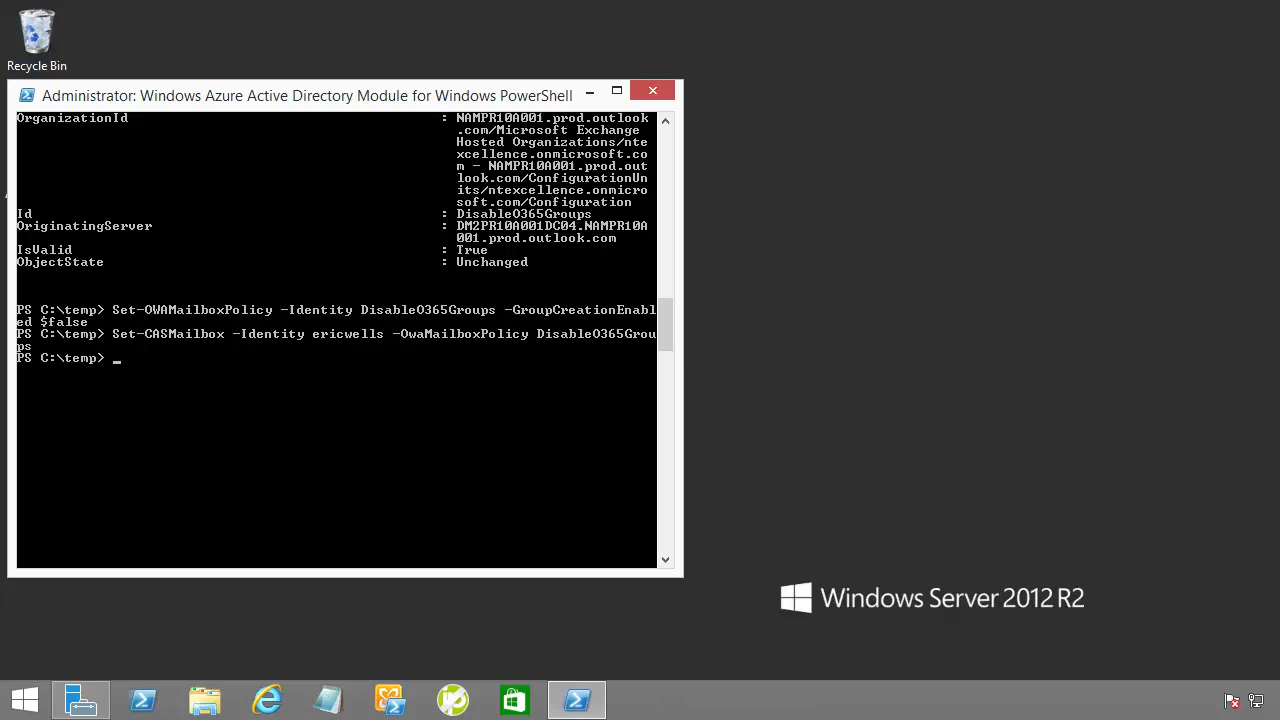 Recycle Bin
Administrator: Windows Azure Active Directory Module for Windows PowerShell
OrganizationId : NAMPR10A001.prod.outlook
.com/Microsoft Exchange
Hosted Organizations/nte
xcellence.onmicrosoft.co
m - NAMPR10A001.prod.out
look.com/ConfigurationUn
its/ntexcellence.onmicro
soft.com/Configuration
Id : DisableO365Groups
OriginatingServer : DM2PR10A001DC04.NAMPR10A
001.prod.outlook.com
IsValid : True
ObjectState : Unchanged
PS C:\temp> Set-OWAMailboxPolicy -Identity DisableO365Groups -GroupCreationEnabl
ed $false
PS C:\temp> Set-CASMailbox -Identity ericwells -OwaMailboxPolicy DisableO365Grou
ps
PS C:\temp> _
Windows Server 2012 R2